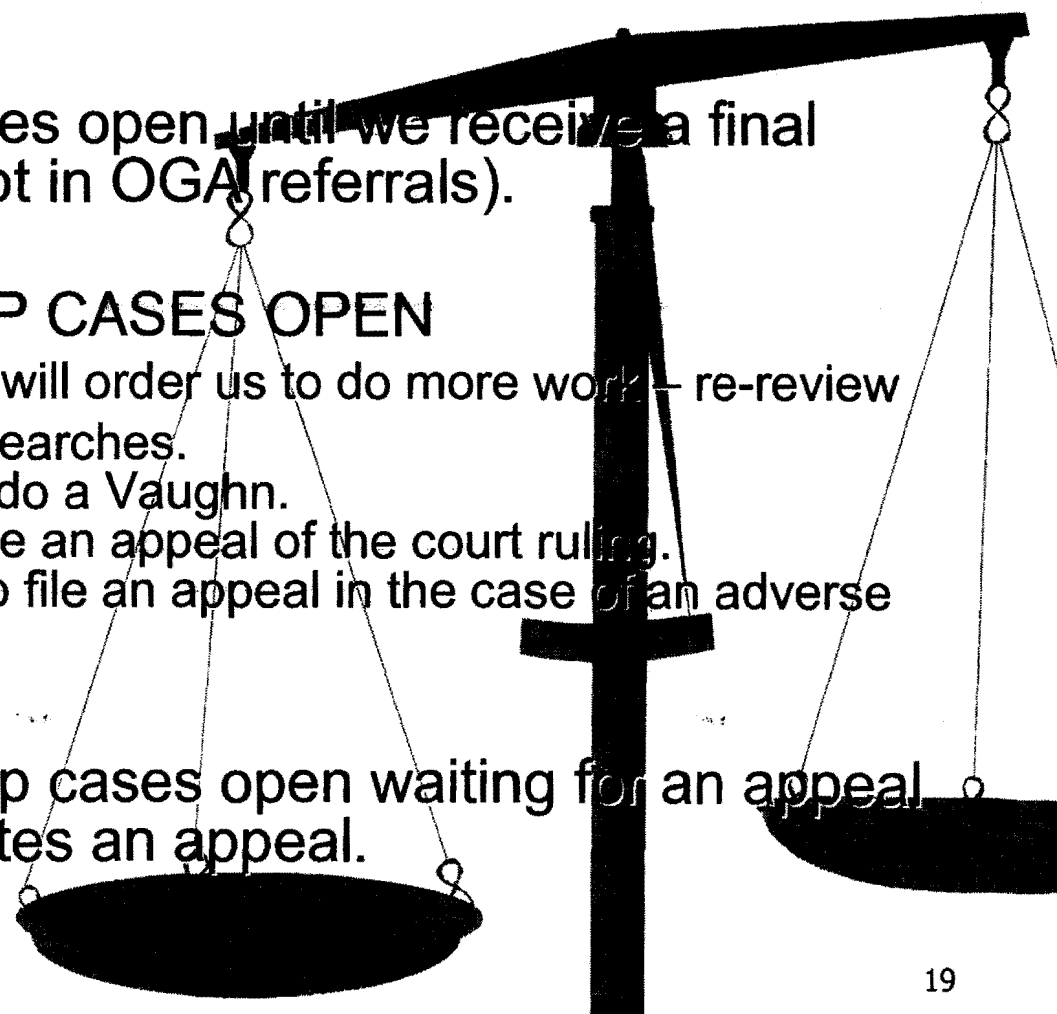 es open until we receive a final
ot in OGA referrals).
P CASES OPEN
will order us to do more work – re-review
earches.
do a Vaughn.
e an appeal of the court ruling.
o file an appeal in the case of an adverse
p cases open waiting for an appeal
tes an appeal.
19